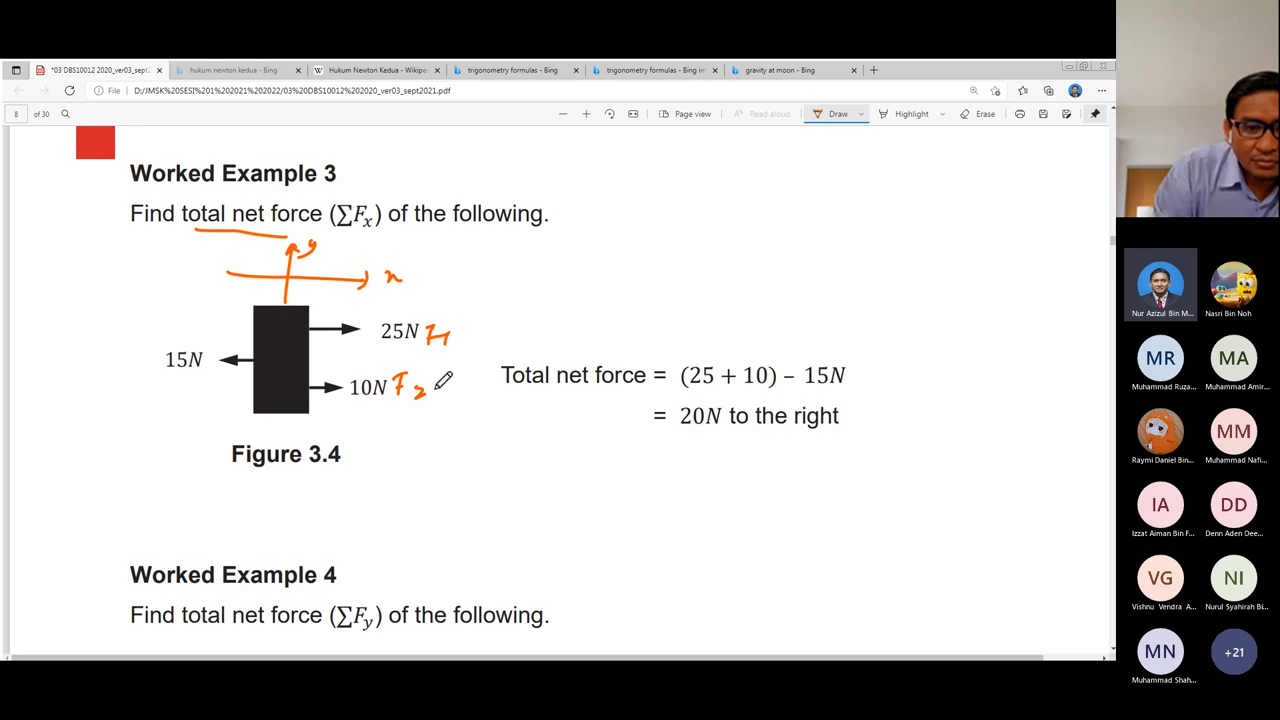 *03 DBS10012 2020_ver03_sept2021
hukum newton kedua - Bing
Hukum Newton Kedua - Wikipe
trigonometry formulas - Bing
trigonometry formulas - Bing im
gravity at moon - Bing
File
D:/JMSK%20SESI%201%202021%202022/03%20DBS10012%202020_ver03_sept2021.pdf
8 of 30
Page view
Read aloud
Draw
Highlight
Erase
Worked Example 3
Find total net force (∑Fx) of the following.
y
x
25N F1
15N
10N F2
Total net force = (25 + 10) – 15N
= 20N to the right
Figure 3.4
Worked Example 4
Find total net force (∑Fy) of the following.
Nur Azizul Bin M...
Nasri Bin Noh
MR
MA
Muhammad Ruza...
Muhammad Amir...
MM
Raymi Daniel Bin...
Muhammad Nafi...
IA
DD
Izzat Aiman Bin F...
Denn Aden Dee...
VG
NI
Vishnu Vendra A...
Nurul Syahirah Bi...
MN
+21
Muhammad Shah...